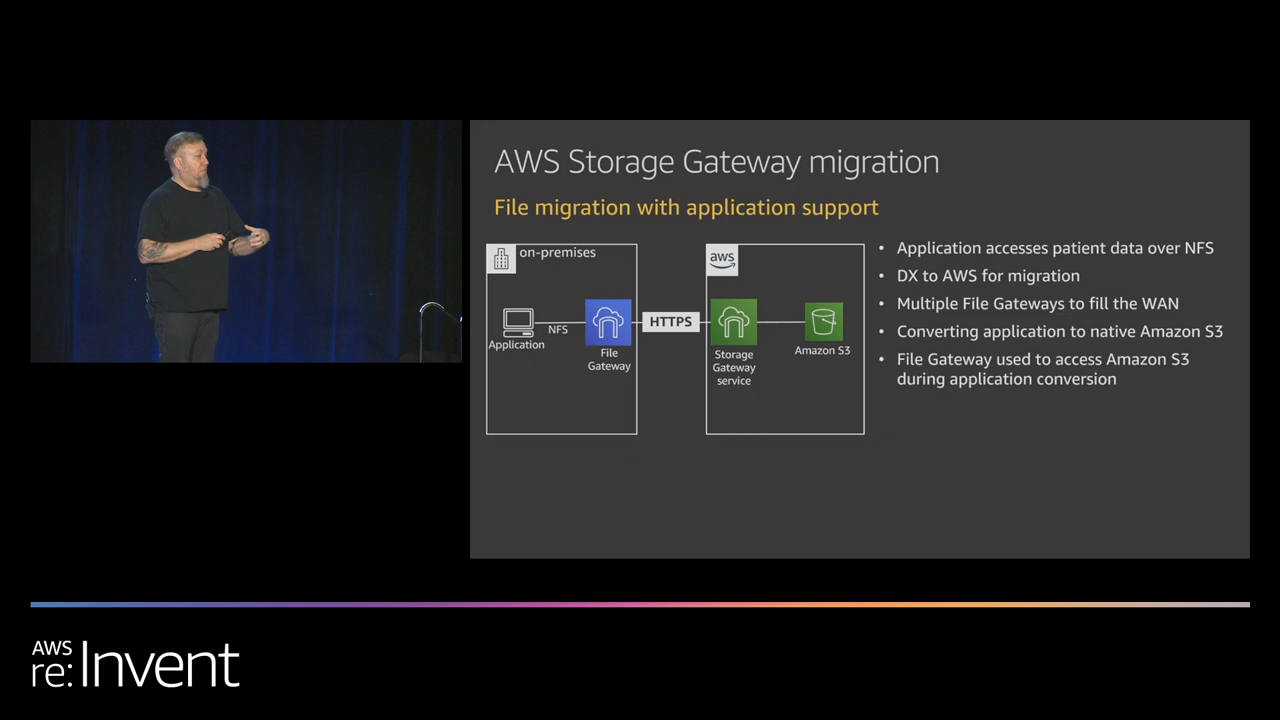 AWS Storage Gateway migration
File migration with application support
on-premises
Application
NFS
File
Gateway
HTTPS
aws
Storage
Gateway
service
Amazon S3
• Application accesses patient data over NFS
• DX to AWS for migration
• Multiple File Gateways to fill the WAN
• Converting application to native Amazon S3
• File Gateway used to access Amazon S3
during application conversion
AWS
re:Invent